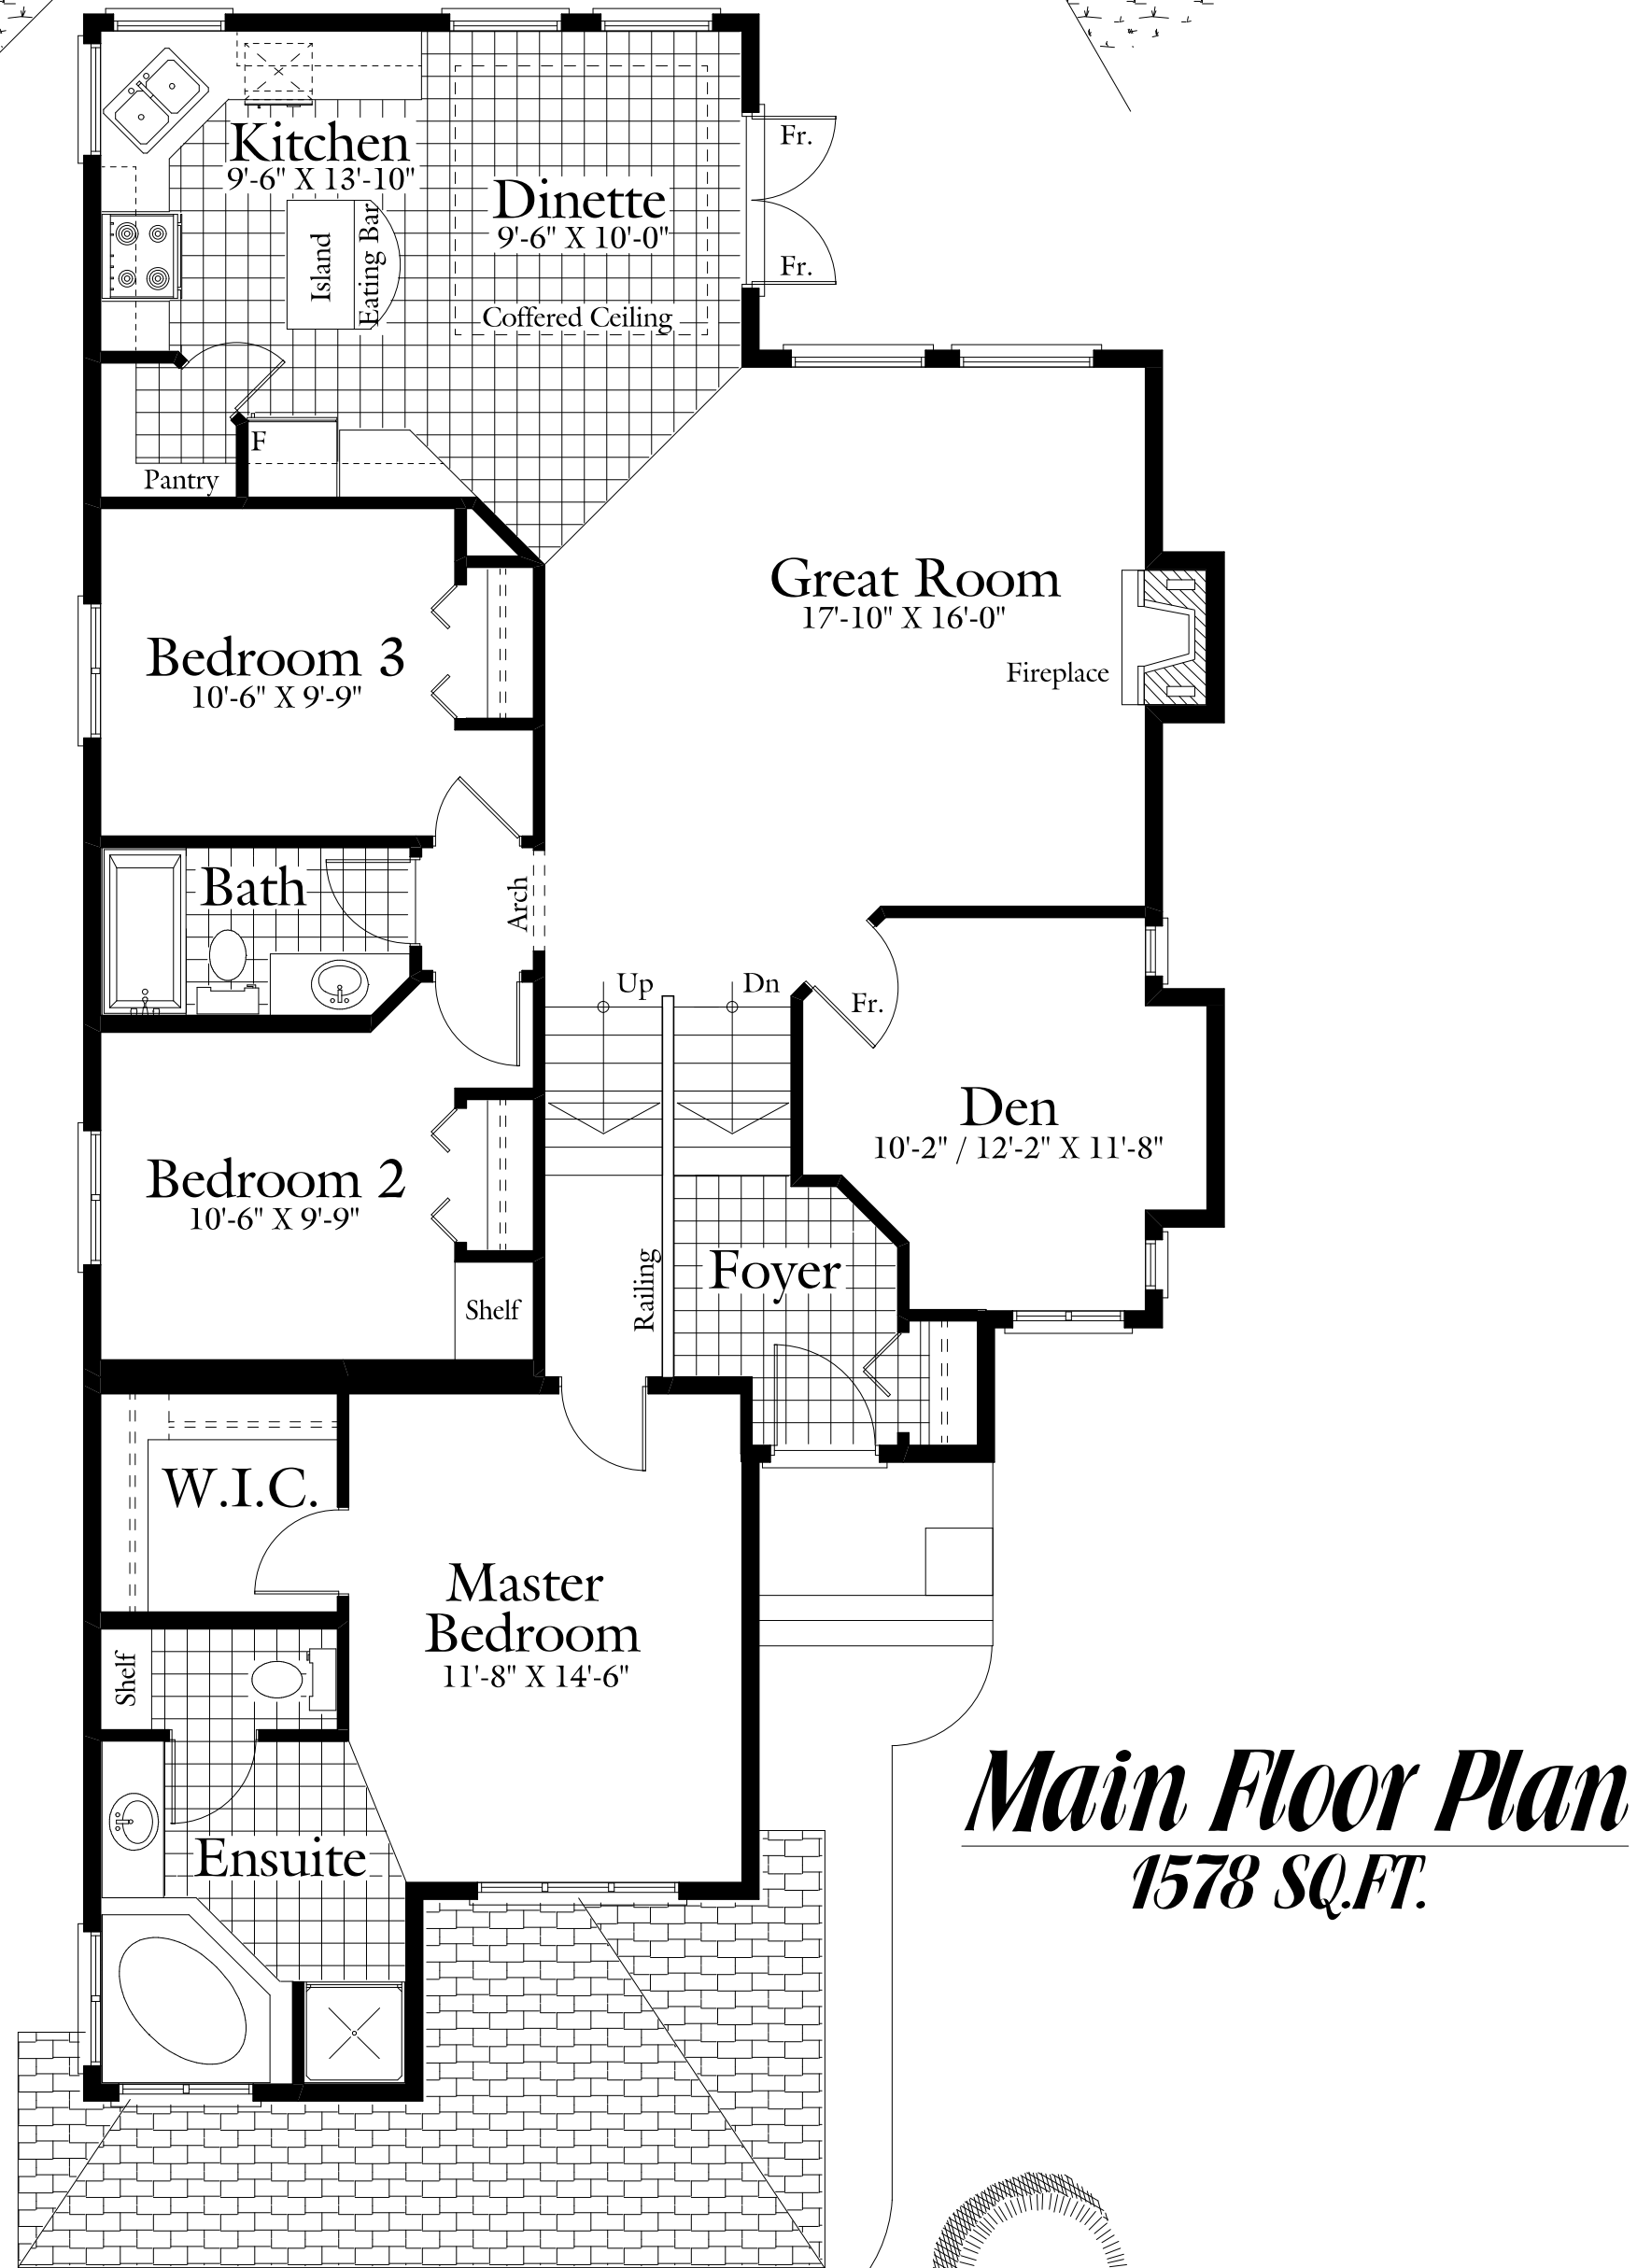 Kitchen
9'-6" X 13'-10"
Fr.
Dinette
9'-6" X 10'-0"
Island
Eating Bar
Fr.
Coffered Ceiling
F
Pantry
Great Room
17'-10" X 16'-0"
Fireplace
Bedroom 3
10'-6" X 9'-9"
Bath
Arch
Up
Dn
Fr.
Den
10'-2" / 12'-2" X 11'-8"
Bedroom 2
10'-6" X 9'-9"
Foyer
Railing
Shelf
W.I.C.
Master
Bedroom
11'-8" X 14'-6"
Shelf
Ensuite
Main Floor Plan
1578 SQ.FT.